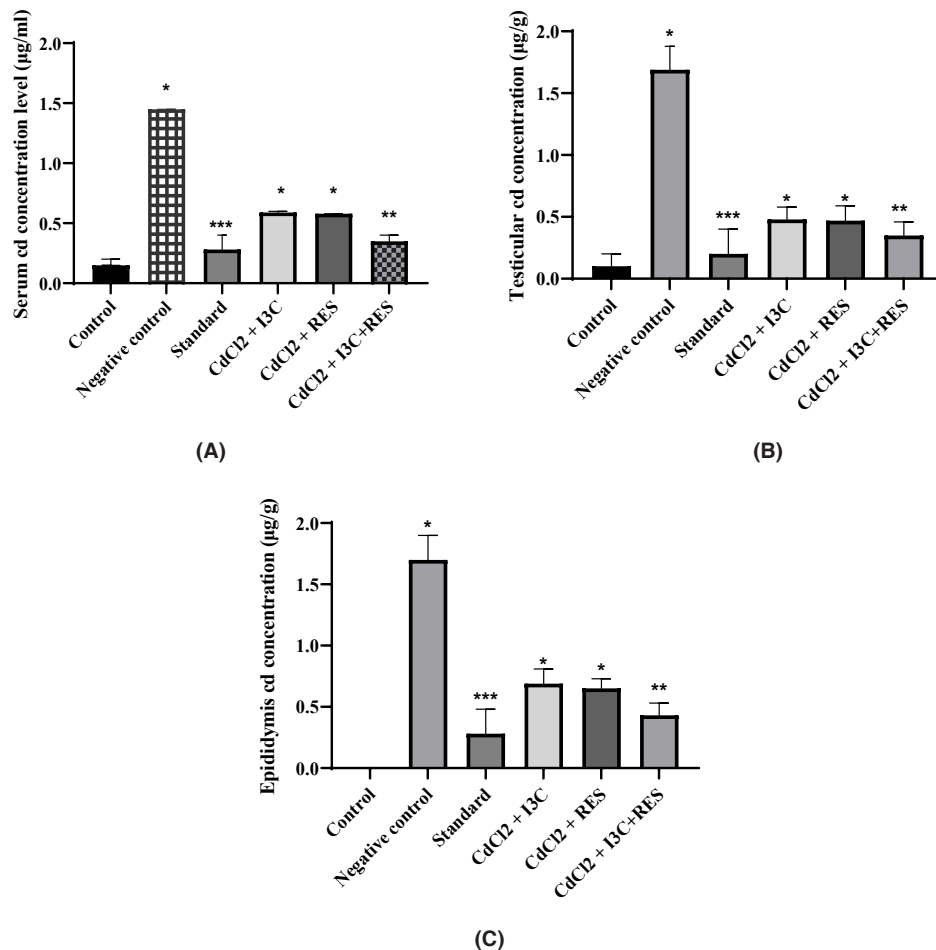 Serum cd concentration level (µg/ml)
2.0
1.5
1.0
0.5
0.0
*
***
*
*
**
Control
Negative control
Standard
CdCl2 + I3C
CdCl2 + RES
CdCl2 + I3C+RES
(A)
Testicular cd concentration (µg/g)
2.0
1.5
1.0
0.5
0.0
*
***
*
*
**
Control
Negative control
Standard
CdCl2 + I3C
CdCl2 + RES
CdCl2 + I3C+RES
(B)
Epididymis cd concentration (µg/g)
2.0
1.5
1.0
0.5
0.0
*
***
*
*
**
Control
Negative control
Standard
CdCl2 + I3C
CdCl2 + RES
CdCl2 + I3C+RES
(C)